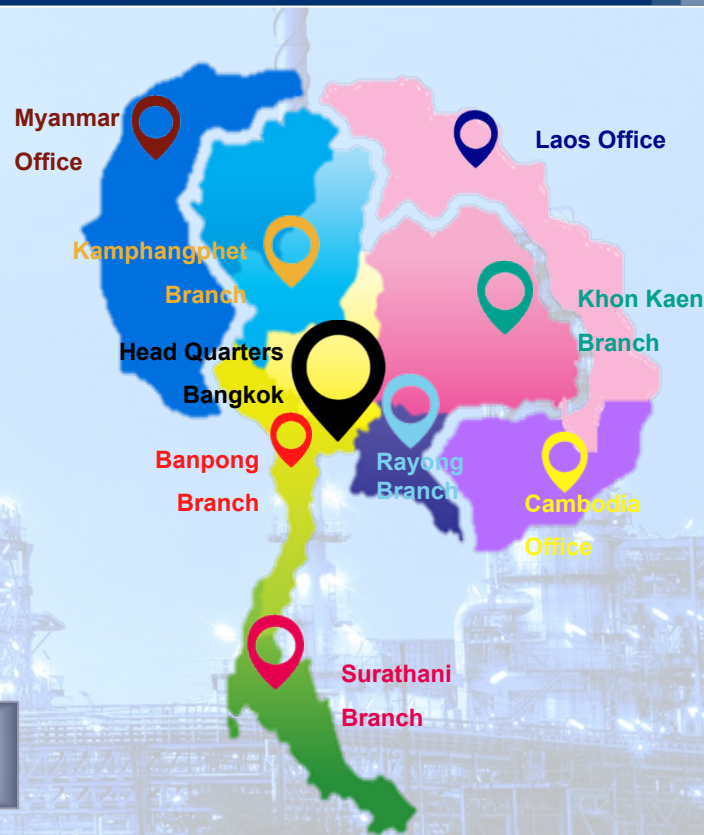 Myanmar
Office
Laos Office
Kamphangphet
Branch
Khon Kaen
Branch
Head Quarters
Bangkok
Banpong
Branch
Rayong
Branch
Cambodia
Office
Surathani
Branch